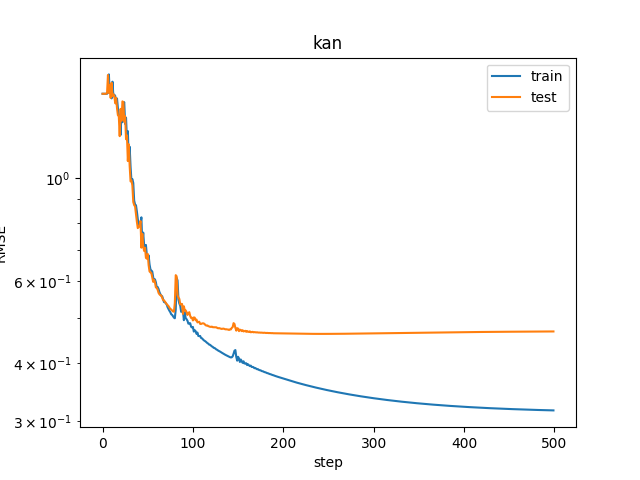 kan
train
test
10⁰
6 × 10⁻¹
4 × 10⁻¹
3 × 10⁻¹
RMSE
0 100 200 300 400 500
step